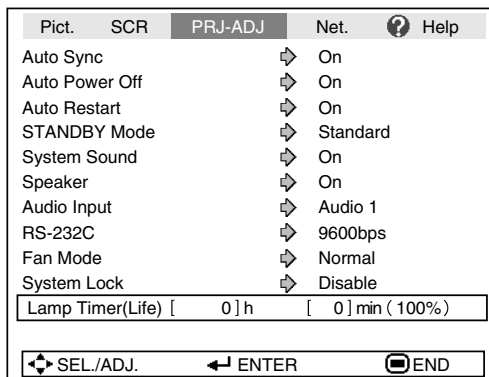 Pict. SCR PRJ-ADJ Net. ? Help
Auto Sync On
Auto Power Off On
Auto Restart On
STANDBY Mode Standard
System Sound On
Speaker On
Audio Input Audio 1
RS-232C 9600bps
Fan Mode Normal
System Lock Disable
Lamp Timer(Life) [ 0 ] h [ 0 ] min ( 100%)
SEL./ADJ. ENTER END